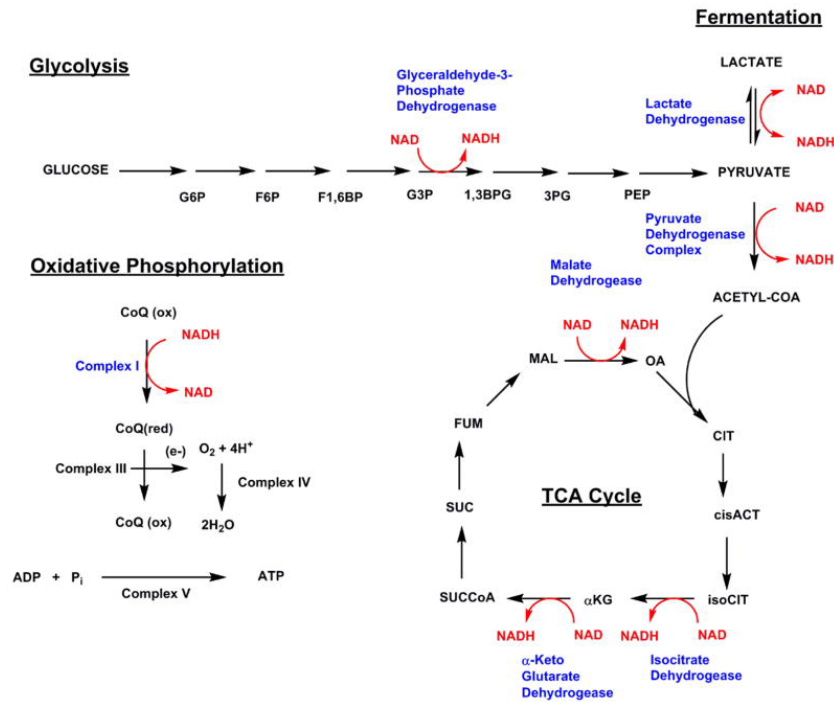 Fermentation
Glycolysis
LACTATE
Glyceraldehyde-3-
Phosphate
Dehydrogenase
NAD
Lactate
Dehydrogenase
NADH
NAD
NADH
GLUCOSE
PYRUVATE
G6P
F6P
F1,6BP
G3P
1,3BPG
3PG
PEP
Pyruvate
Dehydrogenase
Complex
NAD
NADH
Oxidative Phosphorylation
Malate
Dehydrogease
ACETYL-COA
CoQ (ox)
NADH
Complex I
NAD
CoQ(red)
(e-)
O₂ + 4H⁺
Complex III
Complex IV
CoQ (ox)
2H₂O
ADP + Pᵢ
ATP
Complex V
NAD
NADH
MAL
OA
FUM
CIT
TCA Cycle
SUC
cisACT
SUCCoA
αKG
isoCIT
NADH
NAD
NADH
NAD
α-Keto
Glutarate
Dehydrogease
Isocitrate
Dehydrogease